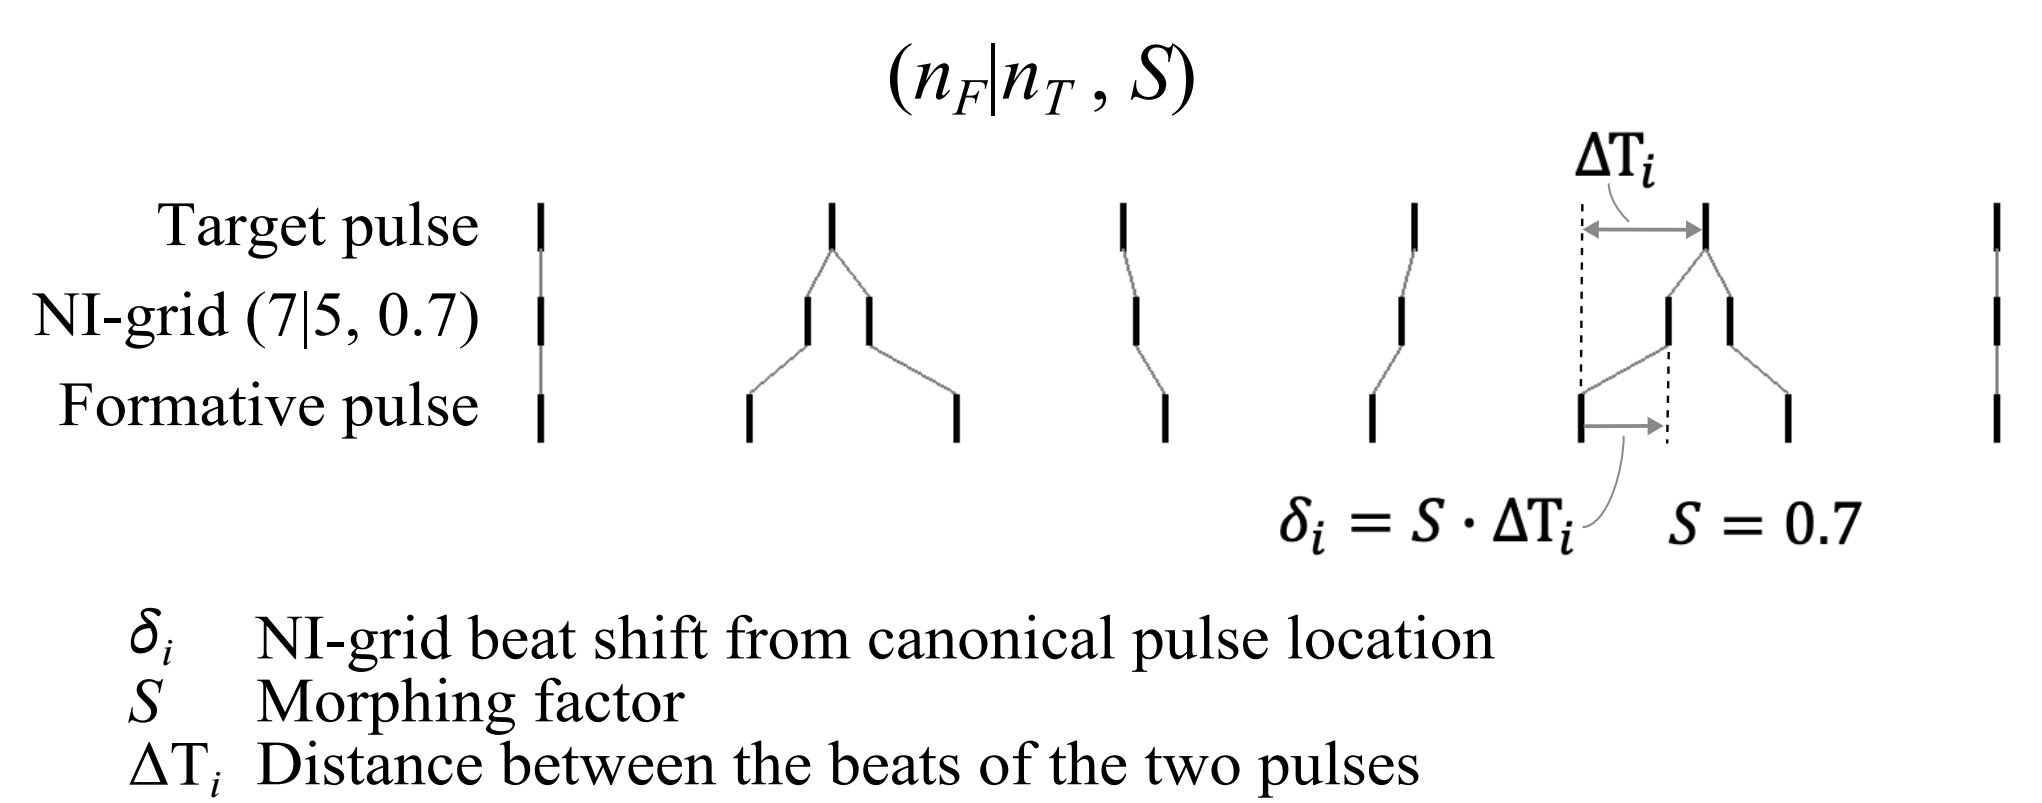 (n_F|n_T , S)
ΔT_i
Target pulse
NI-grid (7|5, 0.7)
Formative pulse
δ_i = S · ΔT_i S = 0.7
δ_i NI-grid beat shift from canonical pulse location
S Morphing factor
ΔT_i Distance between the beats of the two pulses